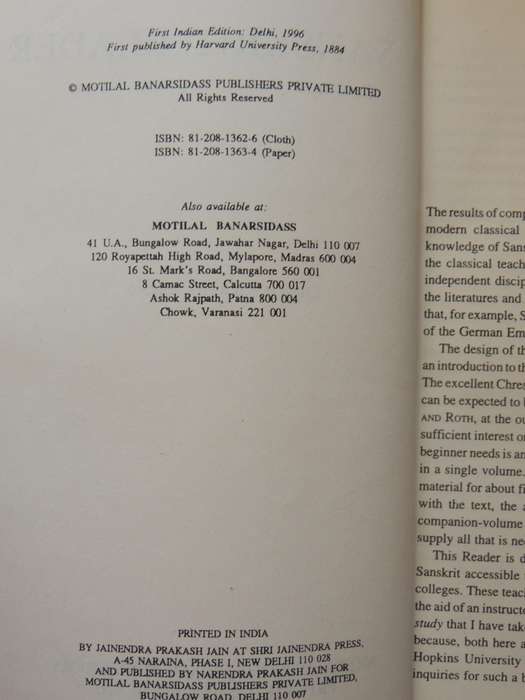 First Indian Edition: Delhi, 1996
First published by Harvard University Press, 1884
© MOTILAL BANARSIDASS PUBLISHERS PRIVATE LIMITED
All Rights Reserved
ISBN: 81-208-1362-6 (Cloth)
ISBN: 81-208-1363-4 (Paper)
Also available at:
MOTILAL BANARSIDASS
41 U.A., Bungalow Road, Jawahar Nagar, Delhi 110 007
120 Royapettah High Road, Mylapore, Madras 600 004
16 St. Mark's Road, Bangalore 560 001
8 Camac Street, Calcutta 700 017
Ashok Rajpath, Patna 800 004
Chowk, Varanasi 221 001
PRINTED IN INDIA
BY JAINENDRA PRAKASH JAIN AT SHRI JAINENDRA PRESS,
A-45 NARAINA, PHASE I, NEW DELHI 110 028
AND PUBLISHED BY NARENDRA PRAKASH JAIN FOR
MOTILAL BANARSIDASS PUBLISHERS PRIVATE LIMITED,
BUNGALOW ROAD, DELHI 110 007
The results of comp
modern classical
knowledge of Sans
the classical teach
independent discip
the literatures and
that, for example, S
of the German Em
The design of th
an introduction to th
The excellent Chres
can be expected to
AND ROTH, at the ou
sufficient interest o
beginner needs is an
in a single volume.
material for about fi
with the text, the a
companion-volume
supply all that is ne
This Reader is d
Sanskrit accessible
colleges. These teac
the aid of an instructo
study that I have tak
because, both here a
Hopkins University
inquiries for such a